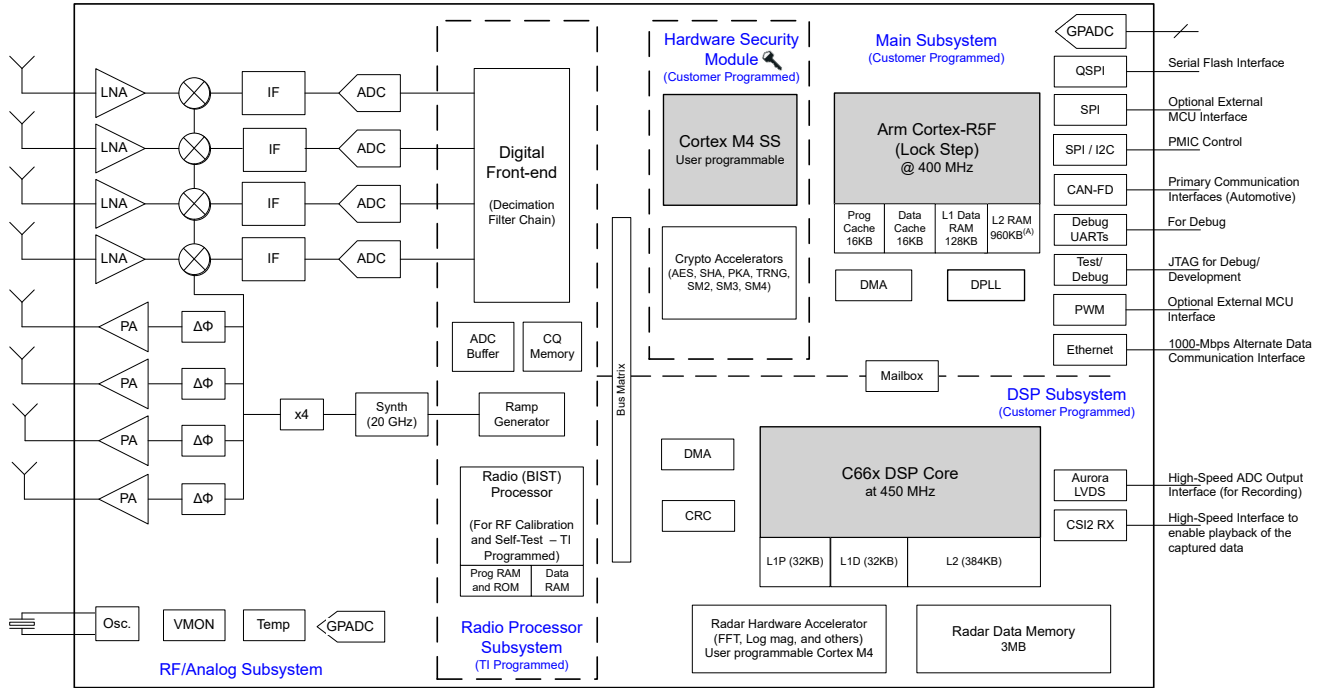 LNA
IF
ADC
LNA
IF
ADC
LNA
IF
ADC
LNA
IF
ADC
PA
ΔΦ
PA
ΔΦ
PA
ΔΦ
PA
ΔΦ
x4
Synth
(20 GHz)
Osc.
VMON
Temp
GPADC
RF/Analog Subsystem
Digital
Front-end
(Decimation
Filter Chain)
ADC
Buffer
CQ
Memory
Ramp
Generator
Radio (BIST)
Processor
(For RF Calibration
and Self-Test – TI
Programmed)
Prog RAM
and ROM
Data
RAM
Radio Processor
Subsystem
(TI Programmed)
Bus Matrix
Hardware Security
Module
(Customer Programmed)
Cortex M4 SS
User programmable
Crypto Accelerators
(AES, SHA, PKA, TRNG,
SM2, SM3, SM4)
Main Subsystem
(Customer Programmed)
Arm Cortex-R5F
(Lock Step)
@ 400 MHz
Prog
Cache
16KB
Data
Cache
16KB
L1 Data
RAM
128KB
L2 RAM
960KB(A)
DMA
DPLL
Mailbox
DSP Subsystem
(Customer Programmed)
DMA
CRC
C66x DSP Core
at 450 MHz
L1P (32KB)
L1D (32KB)
L2 (384KB)
Radar Hardware Accelerator
(FFT, Log mag, and others)
User programmable Cortex M4
Radar Data Memory
3MB
GPADC
QSPI
Serial Flash Interface
SPI
Optional External
MCU Interface
SPI / I2C
PMIC Control
CAN-FD
Primary Communication
Interfaces (Automotive)
Debug
UARTs
For Debug
Test/
Debug
JTAG for Debug/
Development
PWM
Optional External MCU
Interface
Ethernet
1000-Mbps Alternate Data
Communication Interface
Aurora
LVDS
High-Speed ADC Output
Interface (for Recording)
CSI2 RX
High-Speed Interface to
enable playback of the
captured data